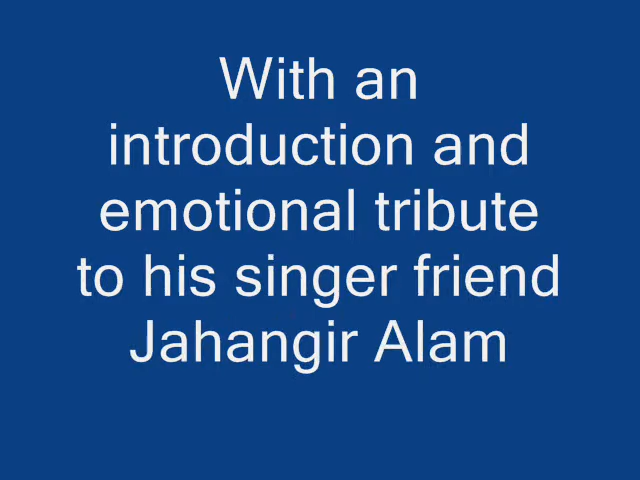 With an
introduction and
emotional tribute
to his singer friend
Jahangir Alam